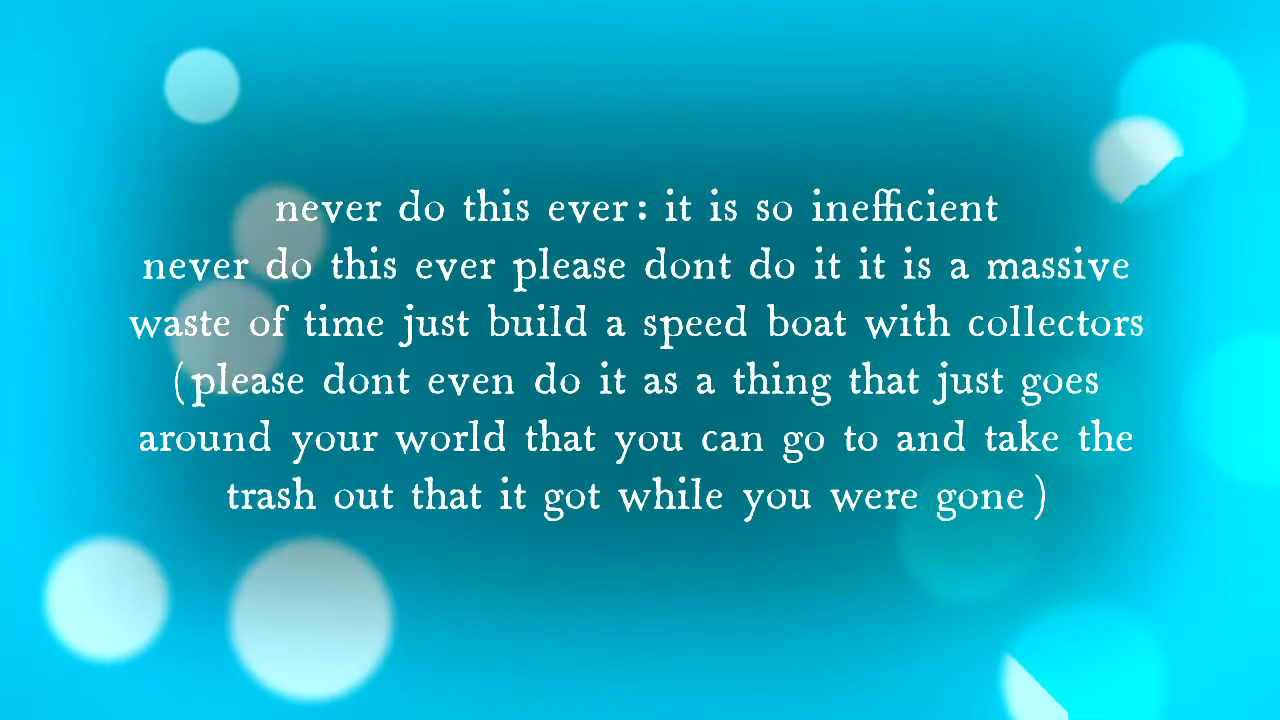 never do this ever: it is so inefficient
never do this ever please dont do it it is a massive
waste of time just build a speed boat with collectors
(please dont even do it as a thing that just goes
around your world that you can go to and take the
trash out that it got while you were gone)